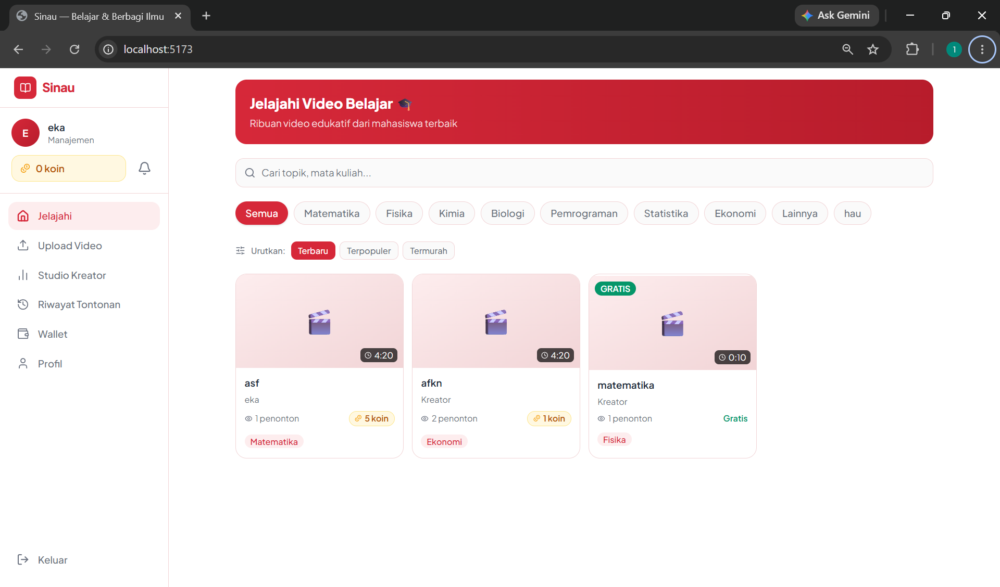 Sinau — Belajar & Berbagi Ilmu
Ask Gemini
localhost:5173
1
Sinau
E
eka
Manajemen
0 koin
Jelajahi
Upload Video
Studio Kreator
Riwayat Tontonan
Wallet
Profil
Keluar
Jelajahi Video Belajar
Ribuan video edukatif dari mahasiswa terbaik
Cari topik, mata kuliah...
Semua Matematika Fisika Kimia Biologi Pemrograman Statistika Ekonomi Lainnya hau
Urutkan: Terbaru Terpopuler Termurah
4:20
asf
eka
1 penonton 5 koin
Matematika
4:20
afkn
Kreator
2 penonton 1 koin
Ekonomi
GRATIS
0:10
matematika
Kreator
1 penonton Gratis
Fisika